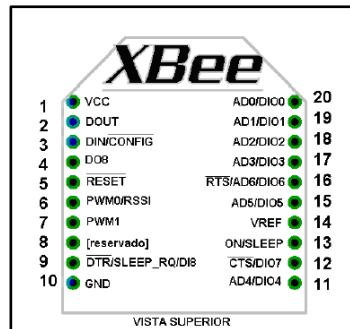 XBee
1 VCC AD0/DIO0 20
2 DOUT AD1/DIO1 19
3 DIN/CONFIG AD2/DIO2 18
4 DO8 AD3/DIO3 17
5 RESET RTS/AD6/DIO6 16
6 PWM0/RSSI AD5/DIO5 15
7 PWM1 VREF 14
8 [reservado] ON/SLEEP 13
9 DTR/SLEEP_RQ/DI8 CTS/DIO7 12
10 GND AD4/DIO4 11
VISTA SUPERIOR